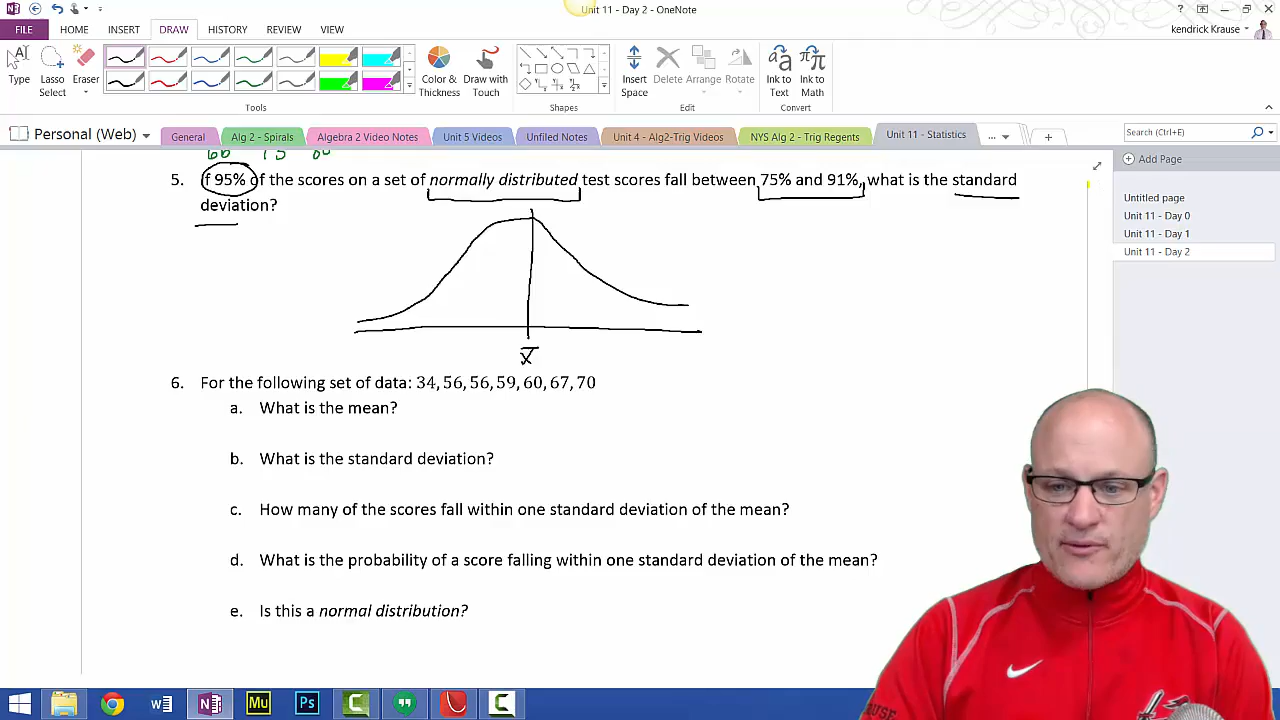 Unit 11 - Day 2 - OneNote
FILE HOME INSERT DRAW HISTORY REVIEW VIEW
kendrick Krause
Type Lasso Select Eraser
Color & Thickness Draw with Touch
Insert Space Delete Arrange Rotate
Ink to Text Ink to Math
Tools Shapes Edit Convert
Personal (Web) General Alg 2 - Spirals Algebra 2 Video Notes Unit 5 Videos Unfiled Notes Unit 4 - Alg2-Trig Videos NYS Alg 2 - Trig Regents Unit 11 - Statistics ... Search (Ctrl+E)
Add Page
Untitled page
Unit 11 - Day 0
Unit 11 - Day 1
Unit 11 - Day 2
5. If 95% of the scores on a set of normally distributed test scores fall between 75% and 91%, what is the standard
deviation?
x̅
6. For the following set of data: 34, 56, 56, 59, 60, 67, 70
a. What is the mean?
b. What is the standard deviation?
c. How many of the scores fall within one standard deviation of the mean?
d. What is the probability of a score falling within one standard deviation of the mean?
e. Is this a normal distribution?
Mu Ps